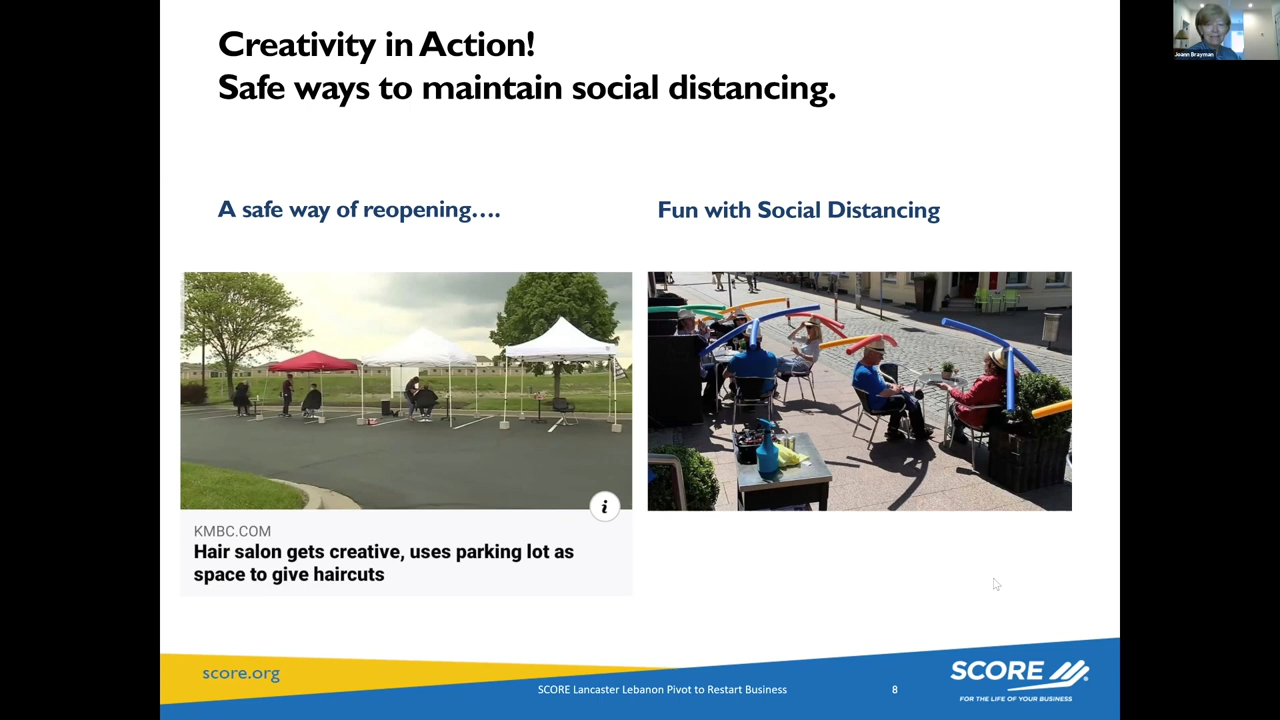 Creativity in Action!
Safe ways to maintain social distancing.
A safe way of reopening….
Fun with Social Distancing
i
KMBC.COM
Hair salon gets creative, uses parking lot as
space to give haircuts
score.org
SCORE Lancaster Lebanon Pivot to Restart Business
8
SCORE
FOR THE LIFE OF YOUR BUSINESS
Joann Brayman